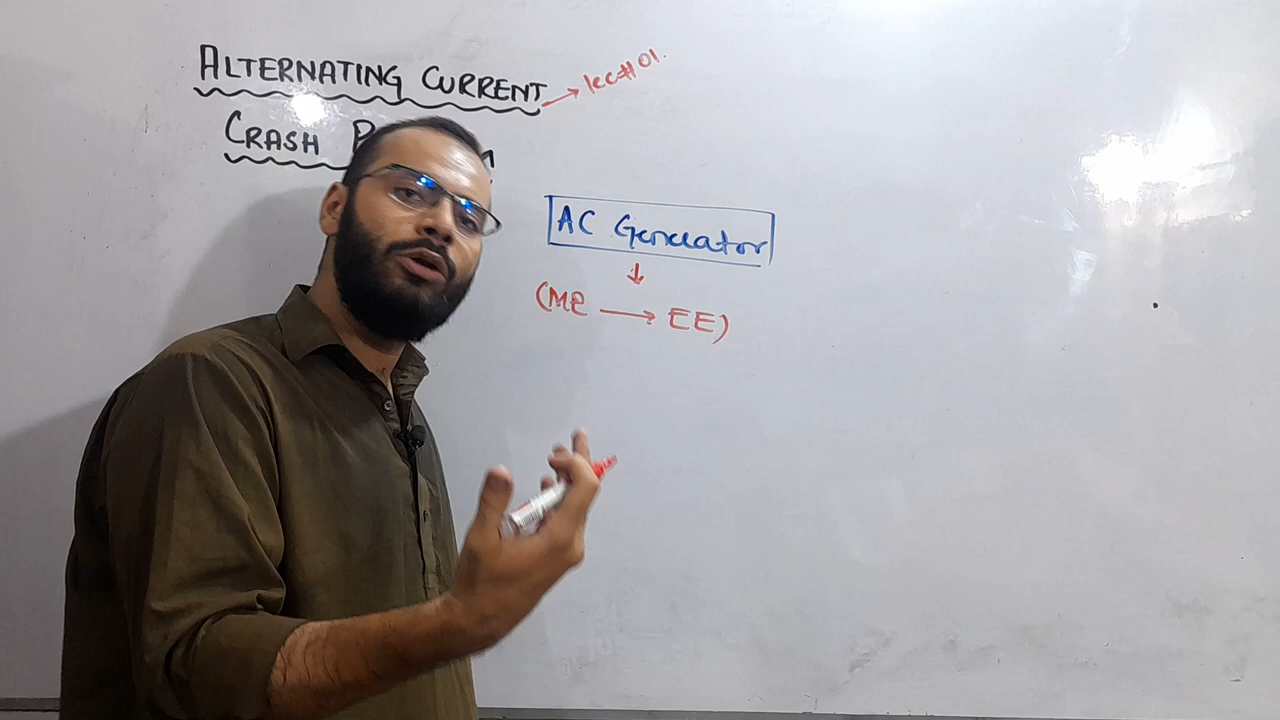 ALTERNATING CURRENT → lec#01.
CRASH
AC Generator
↓
(ME → EE)